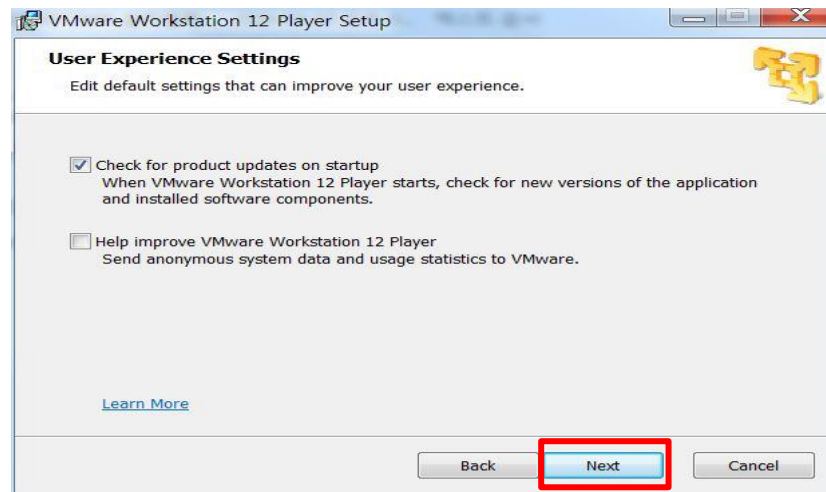 VMware Workstation 12 Player Setup
User Experience Settings
Edit default settings that can improve your user experience.
Check for product updates on startup
When VMware Workstation 12 Player starts, check for new versions of the application
and installed software components.
Help improve VMware Workstation 12 Player
Send anonymous system data and usage statistics to VMware.
Learn More
Back Next Cancel